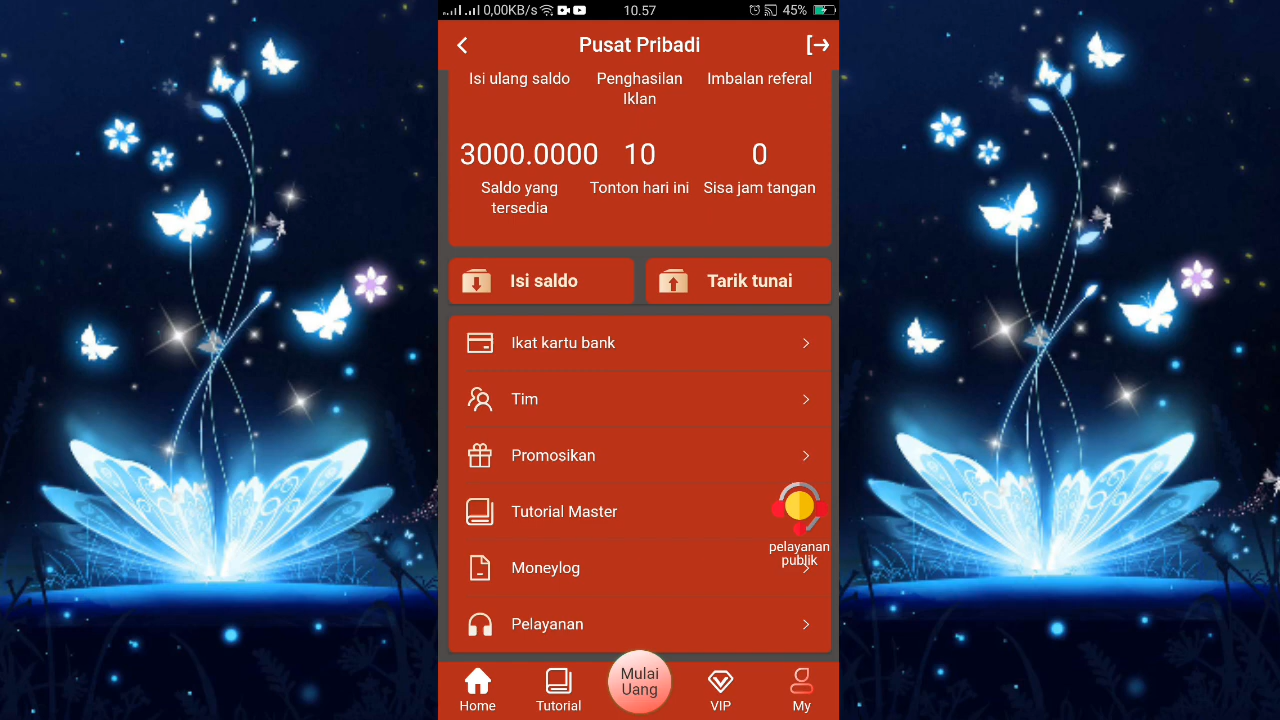 0,00KB/s 10.57 45%
Pusat Pribadi
Isi ulang saldo Penghasilan Imbalan referal
Iklan
3000.0000 10 0
Saldo yang Tonton hari ini Sisa jam tangan
tersedia
Isi saldo Tarik tunai
Ikat kartu bank
Tim
Promosikan
Tutorial Master
pelayanan
publik
Moneylog
Pelayanan
Mulai
Uang
Home Tutorial VIP My